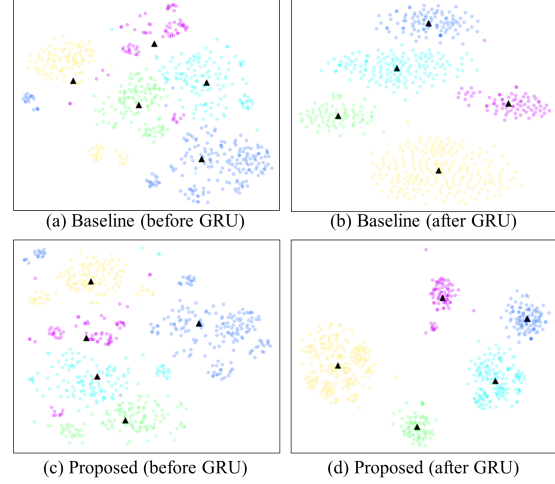 (a) Baseline (before GRU)
(b) Baseline (after GRU)
(c) Proposed (before GRU)
(d) Proposed (after GRU)